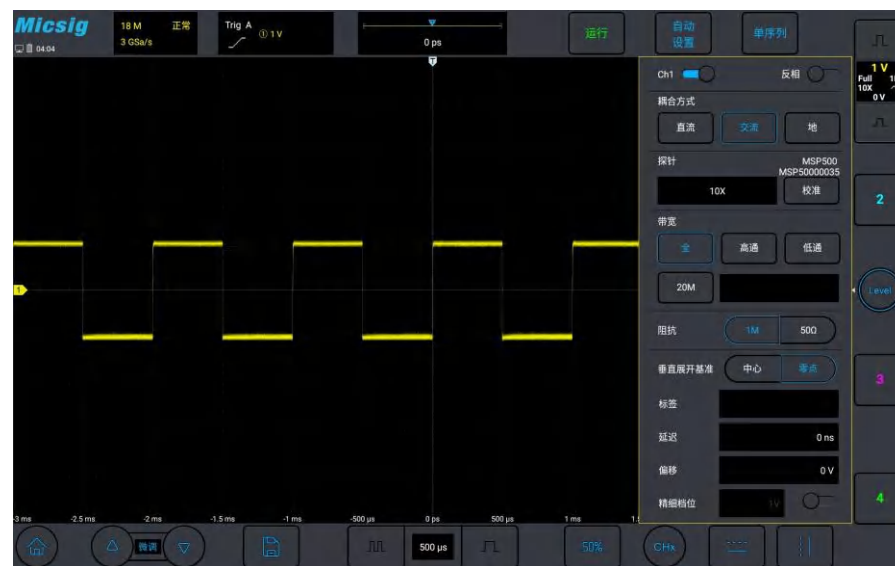 Micsig
04:04
18 M 正常
3 GSa/s
Trig A
① 1 V
0 ps
运行
自动
设置
单序列
T
Ch1 反相
耦合方式
直流 交流 地
探针 MSP500
MSP50000035
10X 校准
带宽
全 高通 低通
20M
阻抗 1M 50Ω
垂直展开基准 中心 零点
标签
延迟 0 ns
偏移 0 V
精细档位 1V
1 V
Full
10X
0 V
2
Level
3
4
1
-3 ms -2.5 ms -2 ms -1.5 ms -1 ms -500 μs 0 ps 500 μs 1 ms
微调
500 μs
50%
CHx